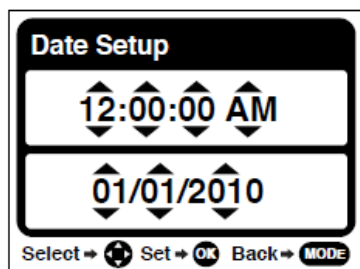 Date Setup
12:00:00 AM
01/01/2010
Select → Set → OK Back → MODE